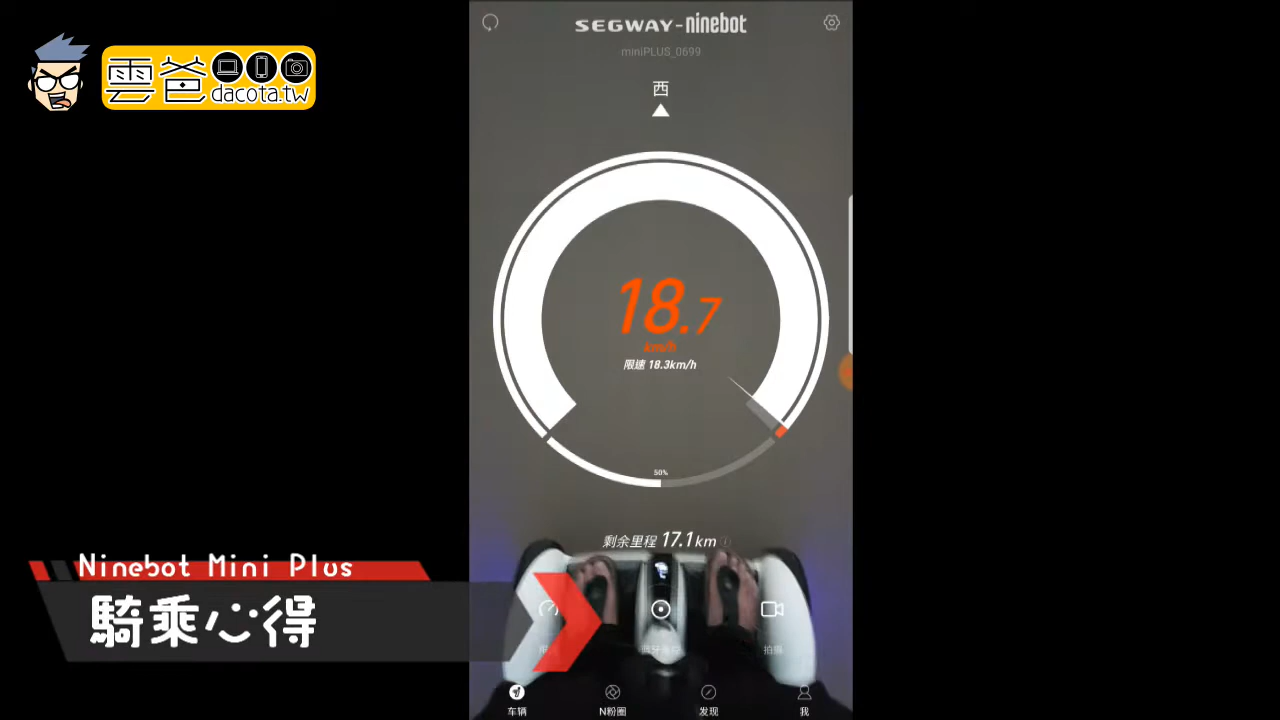 雲爸
dacota.tw
SEGWAY-ninebot
miniPLUS_0699
西
18.7
km/h
限速 18.3km/h
50%
剩余里程 17.1km
Ninebot Mini Plus
騎乘心得
拍摄
车辆
N粉圈
发现
我